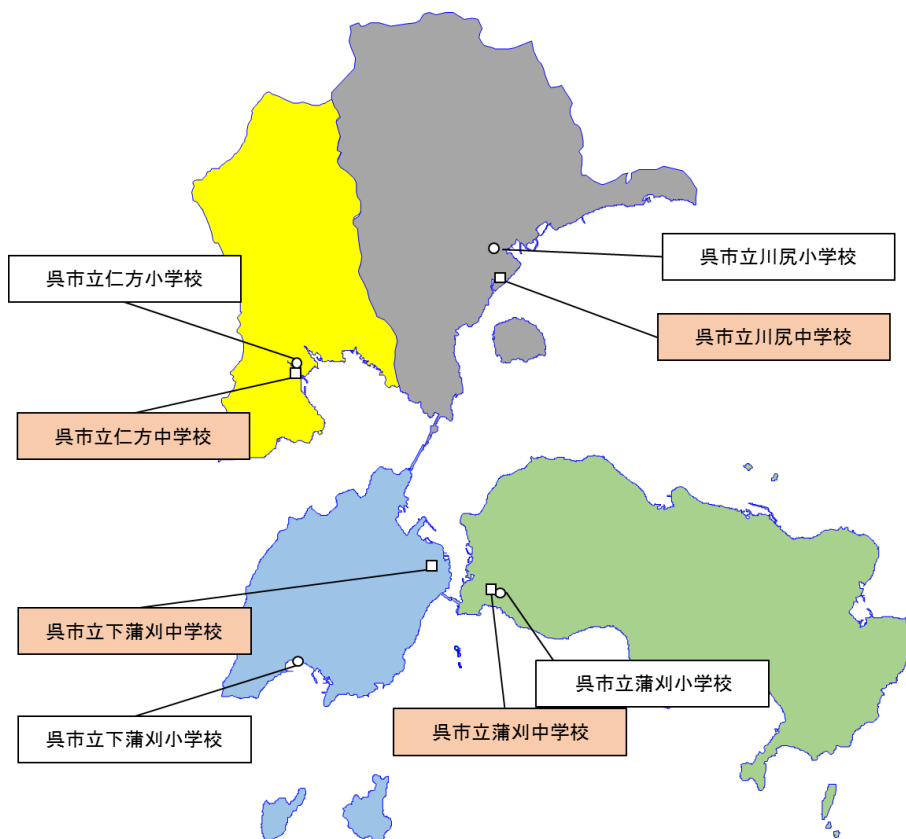 呉市立川尻小学校
呉市立仁方小学校
呉市立川尻中学校
呉市立仁方中学校
呉市立下蒲刈中学校
呉市立蒲刈小学校
呉市立蒲刈中学校
呉市立下蒲刈小学校